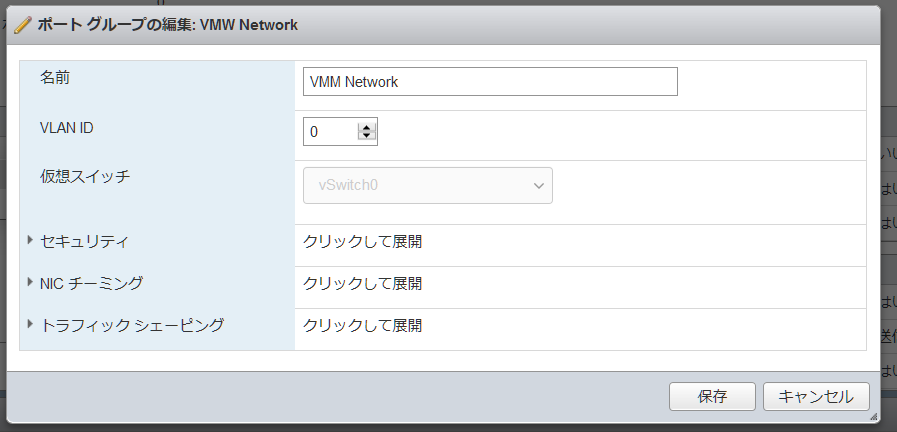 ポート グループの編集: VMW Network
名前
VMM Network
VLAN ID
0
仮想スイッチ
vSwitch0
セキュリティ
クリックして展開
NIC チーミング
クリックして展開
トラフィック シェーピング
クリックして展開
保存
キャンセル